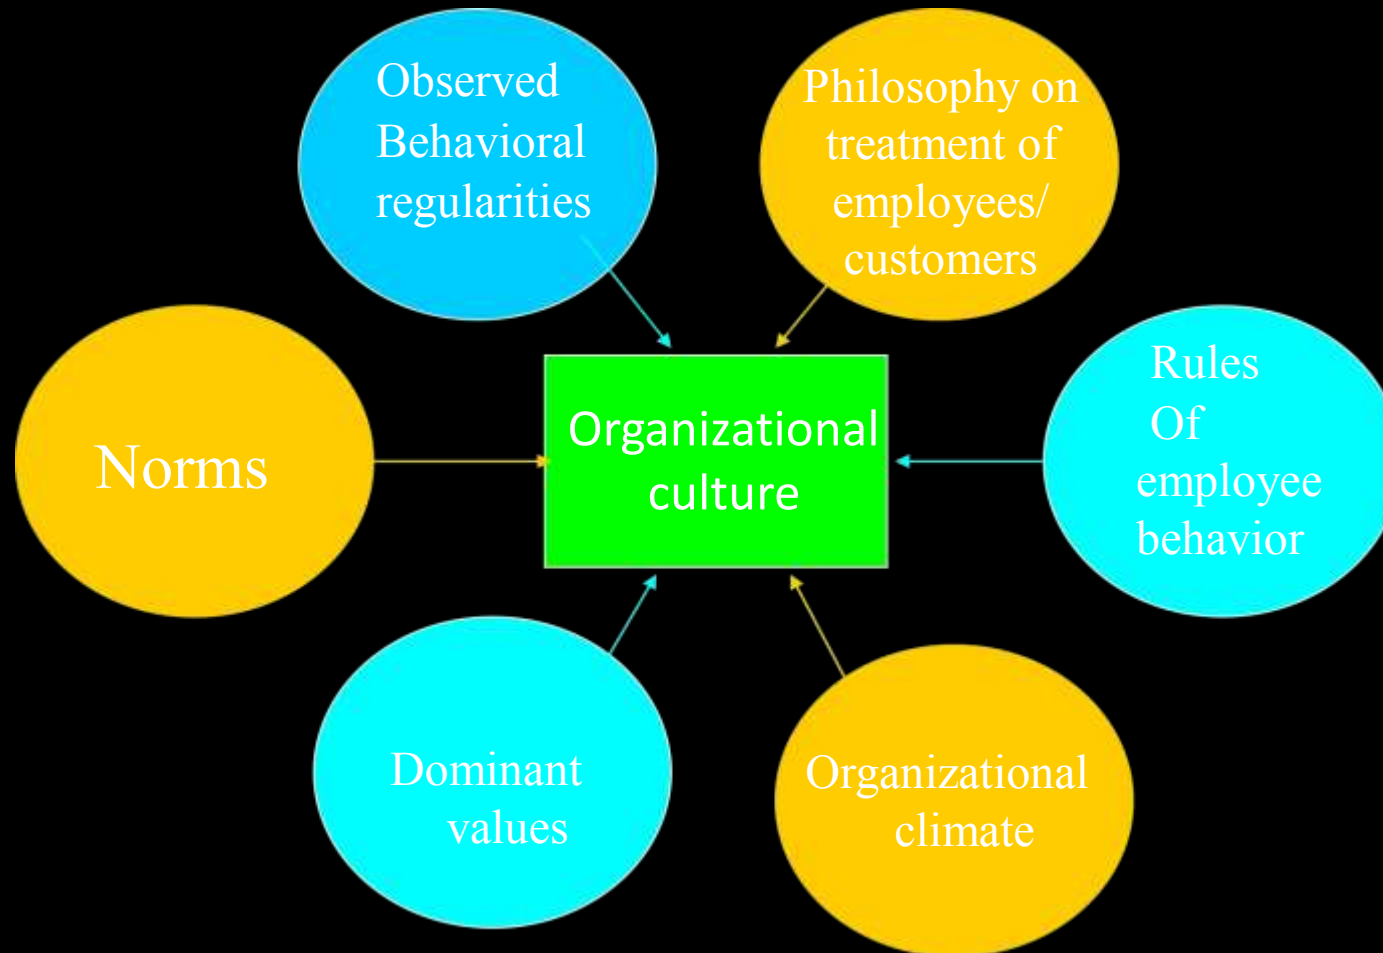 Observed
Behavioral
regularities
Philosophy on
treatment of
employees/
customers
Norms
Organizational
culture
Rules
Of
employee
behavior
Dominant
values
Organizational
climate